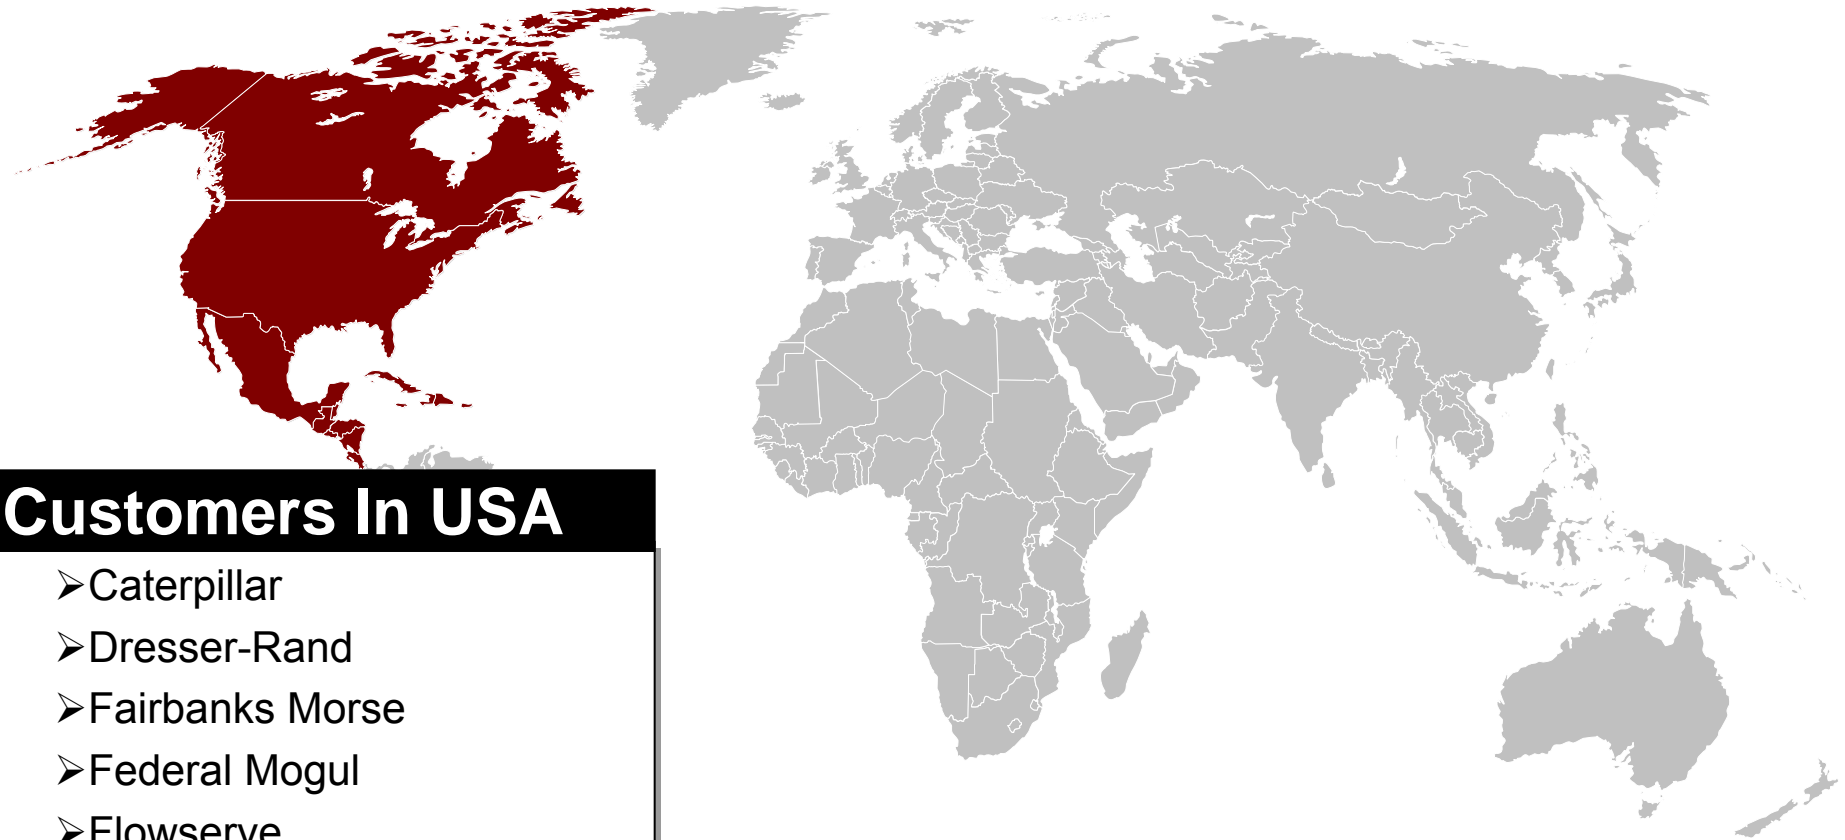 Customers In USA
➢Caterpillar
➢Dresser-Rand
➢Fairbanks Morse
➢Federal Mogul
➢Flowserve